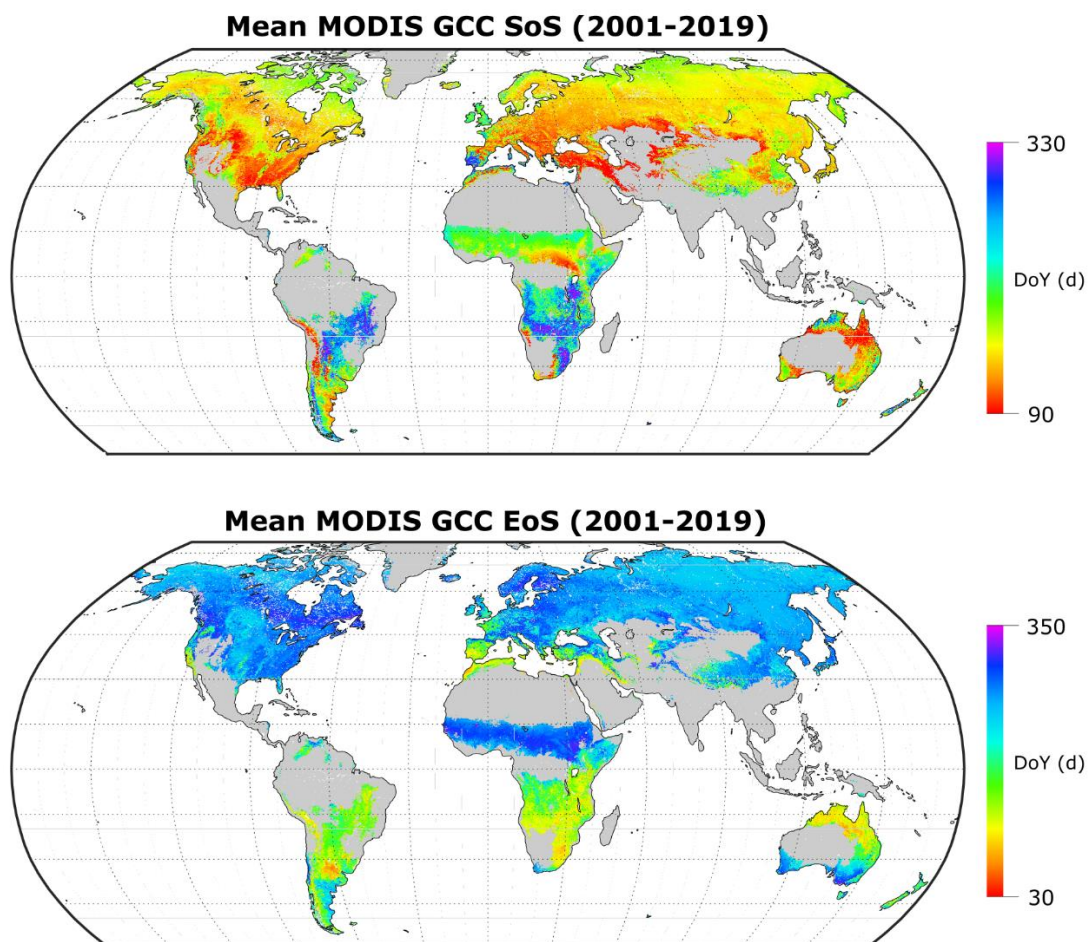 Mean MODIS GCC SoS (2001-2019)
330
DoY (d)
90
Mean MODIS GCC EoS (2001-2019)
350
DoY (d)
30